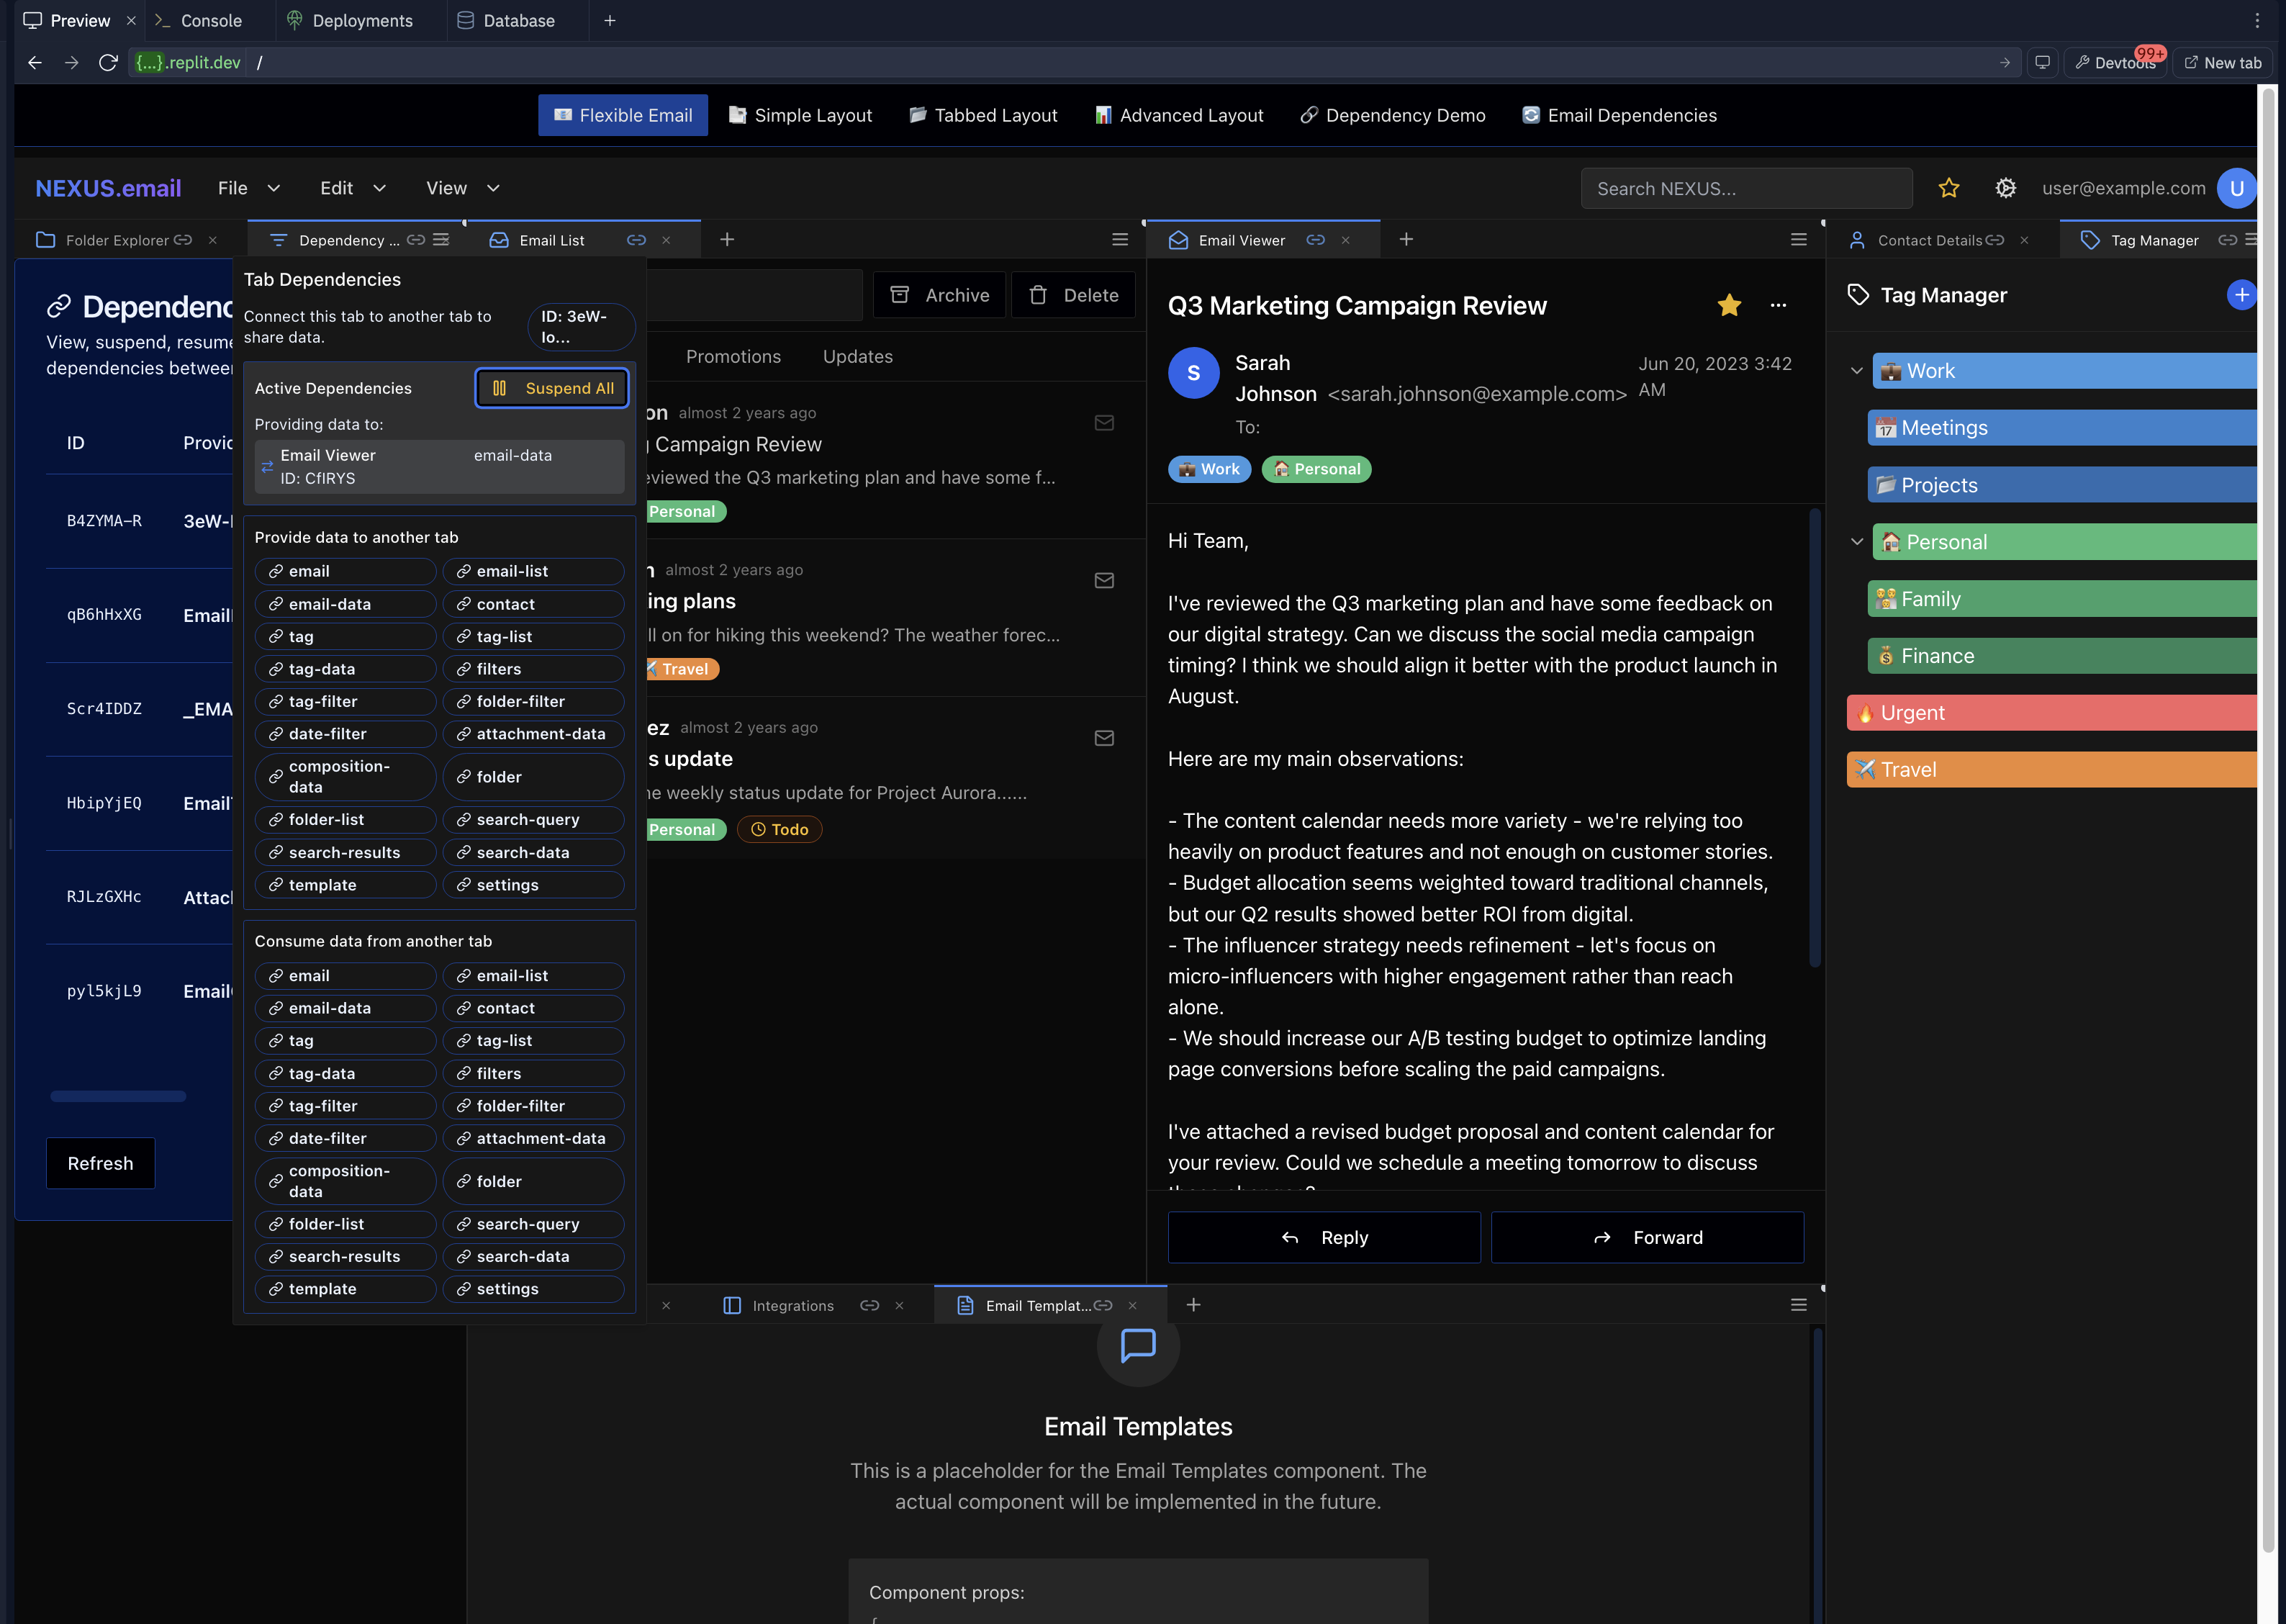 Preview
Console
Deployments
Database
{...}.replit.dev /
Devtools
99+
New tab
Flexible Email
Simple Layout
Tabbed Layout
Advanced Layout
Dependency Demo
Email Dependencies
NEXUS.email
File
Edit
View
Search NEXUS...
user@example.com
U
Folder Explorer
Dependency ...
Email List
Email Viewer
Contact Details
Tag Manager
Dependenc
View, suspend, resume
dependencies betwee
ID
Provid
B4ZYMA-R
3eW-
qB6hHxXG
Email
Scr4IDDZ
_EMA
HbipYjEQ
Email
RJLzGXHc
Attac
pyl5kjL9
Email
Refresh
Tab Dependencies
Connect this tab to another tab to
share data.
ID: 3eW-
lo...
Active Dependencies
Suspend All
Providing data to:
Email Viewer
email-data
ID: CfIRYS
Provide data to another tab
email
email-list
email-data
contact
tag
tag-list
tag-data
filters
tag-filter
folder-filter
date-filter
attachment-data
composition-
data
folder
folder-list
search-query
search-results
search-data
template
settings
Consume data from another tab
email
email-list
email-data
contact
tag
tag-list
tag-data
filters
tag-filter
folder-filter
date-filter
attachment-data
composition-
data
folder
folder-list
search-query
search-results
search-data
template
settings
Archive
Delete
Promotions
Updates
on almost 2 years ago
Campaign Review
eviewed the Q3 marketing plan and have some f...
Personal
n almost 2 years ago
ing plans
ll on for hiking this weekend? The weather forec...
Travel
ez almost 2 years ago
s update
he weekly status update for Project Aurora......
Personal
Todo
Q3 Marketing Campaign Review
S
Sarah
Johnson <sarah.johnson@example.com>
Jun 20, 2023 3:42
AM
To:
Work
Personal
Hi Team,
I've reviewed the Q3 marketing plan and have some feedback on
our digital strategy. Can we discuss the social media campaign
timing? I think we should align it better with the product launch in
August.
Here are my main observations:
- The content calendar needs more variety - we're relying too
heavily on product features and not enough on customer stories.
- Budget allocation seems weighted toward traditional channels,
but our Q2 results showed better ROI from digital.
- The influencer strategy needs refinement - let's focus on
micro-influencers with higher engagement rather than reach
alone.
- We should increase our A/B testing budget to optimize landing
page conversions before scaling the paid campaigns.
I've attached a revised budget proposal and content calendar for
your review. Could we schedule a meeting tomorrow to discuss
Reply
Forward
Tag Manager
Work
17 Meetings
Projects
Personal
Family
Finance
Urgent
Travel
Integrations
Email Templat...
Email Templates
This is a placeholder for the Email Templates component. The
actual component will be implemented in the future.
Component props:
{